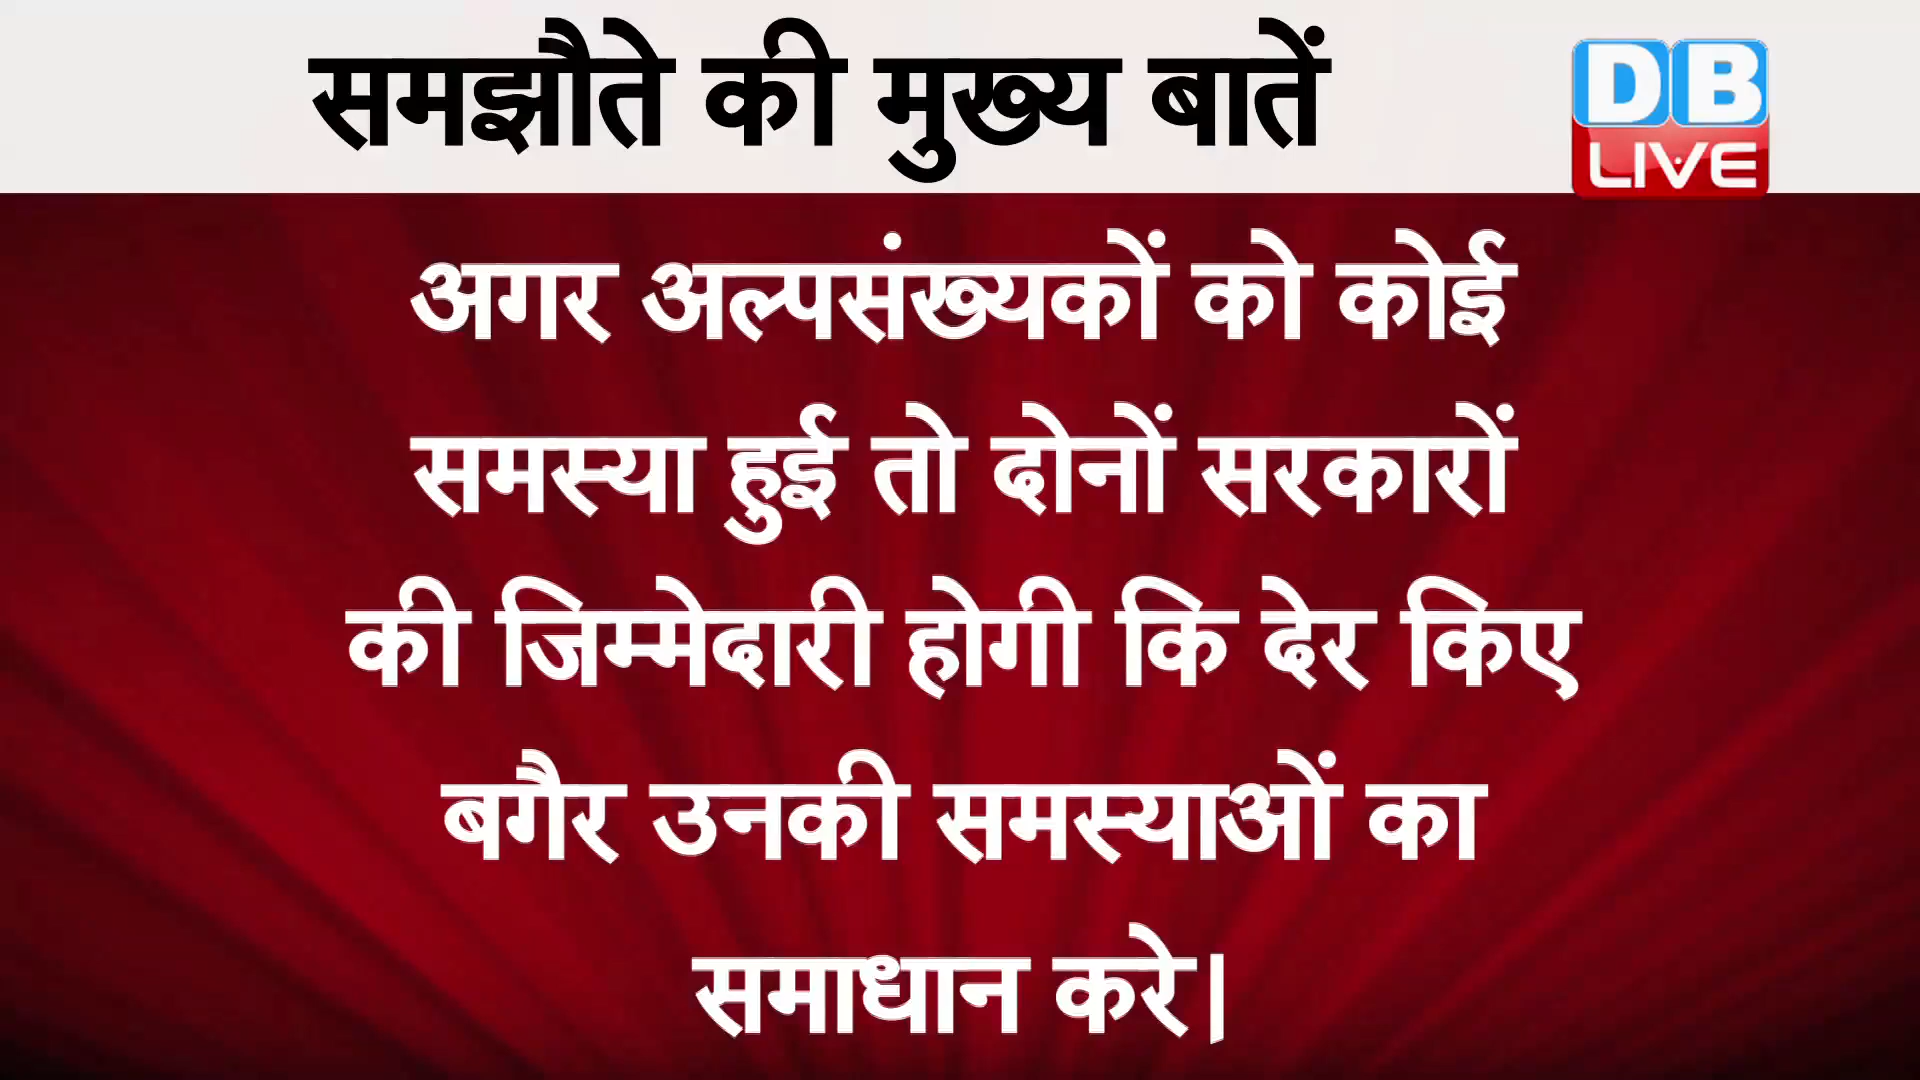 समझौते की मुख्य बातें
DB
LIVE
अगर अल्पसंख्यकों को कोई
समस्या हुई तो दोनों सरकारों
की जिम्मेदारी होगी कि देर किए
बगैर उनकी समस्याओं का
समाधान करे|